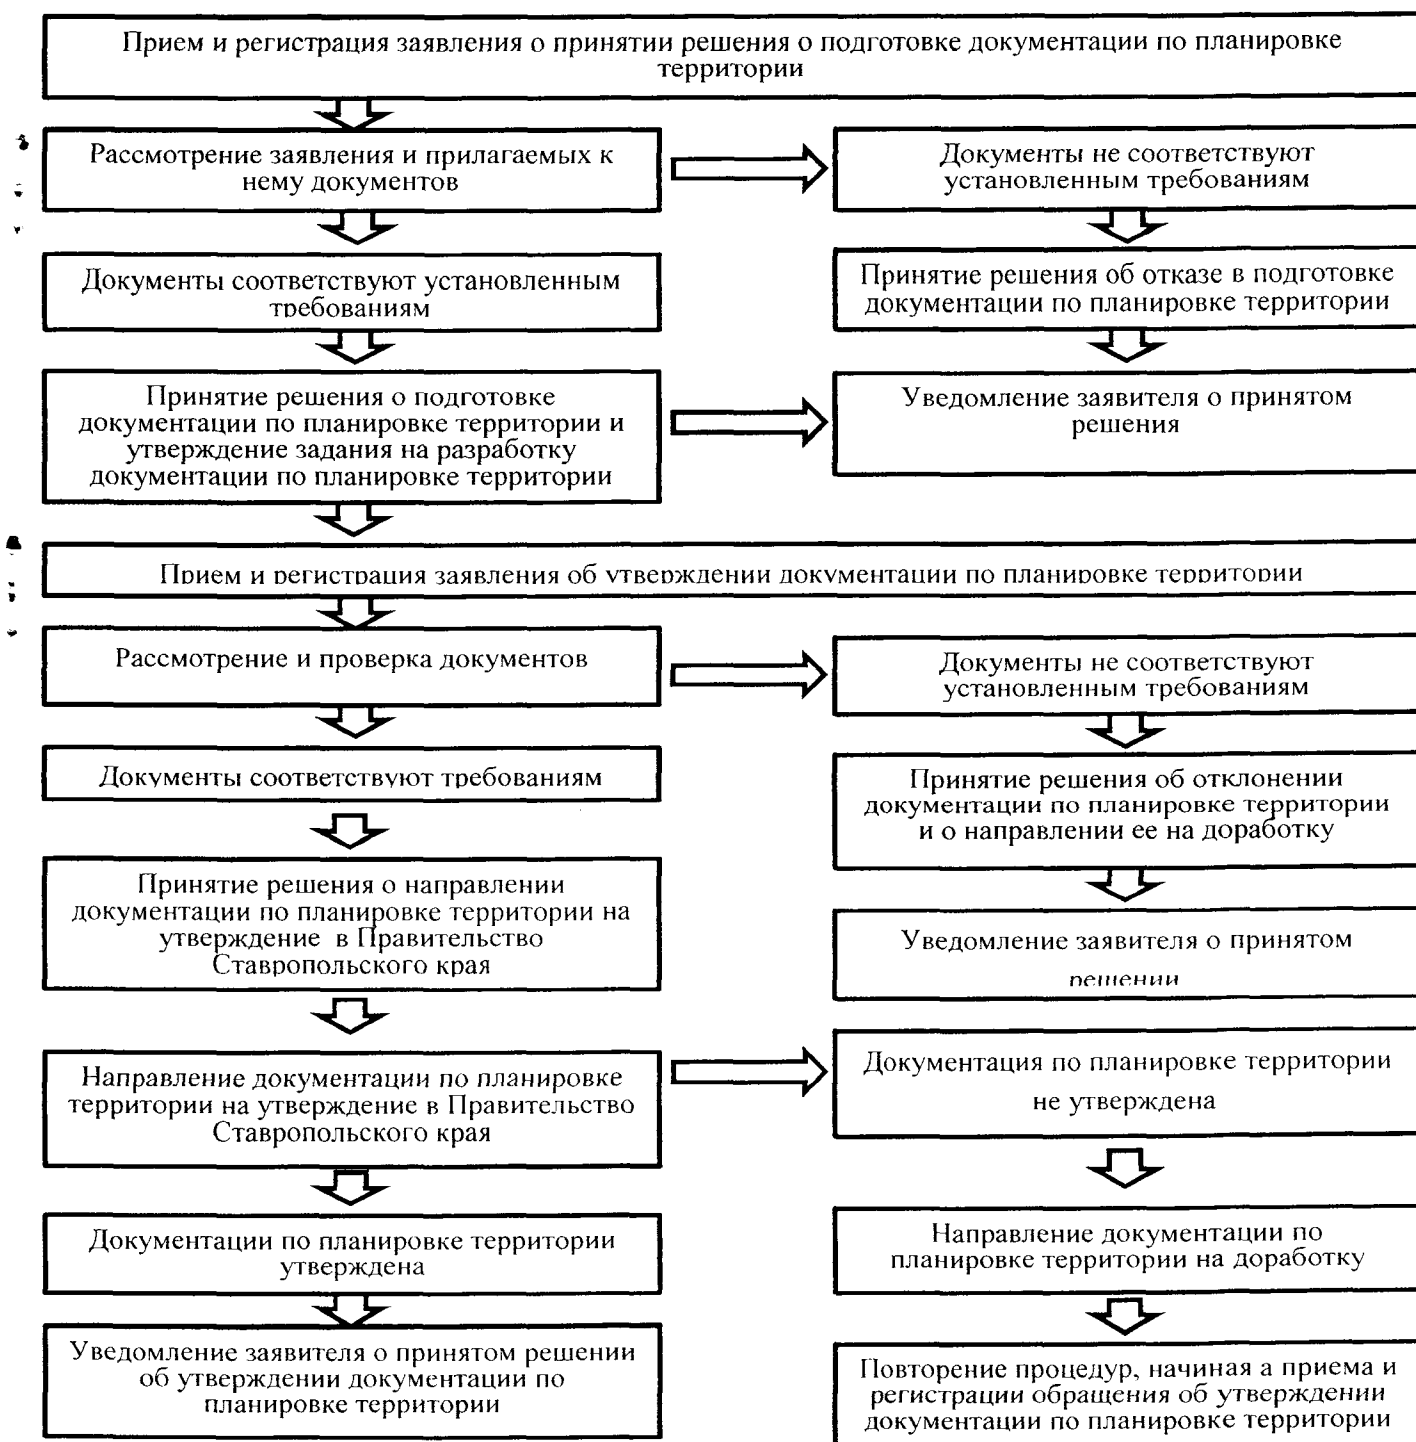 Прием и регистрация заявления о принятии решения о подготовке документации по планировке
территории
Рассмотрение заявления и прилагаемых к
нему документов
Документы не соответствуют
установленным требованиям
Документы соответствуют установленным
требованиям
Принятие решения об отказе в подготовке
документации по планировке территории
Принятие решения о подготовке
документации по планировке территории и
утверждение задания на разработку
документации по планировке территории
Уведомление заявителя о принятом
решения
Прием и регистрация заявления об утверждении документации по планировке территории
Рассмотрение и проверка документов
Документы не соответствуют
установленным требованиям
Документы соответствуют требованиям
Принятие решения об отклонении
документации по планировке территории
и о направлении ее на доработку
Принятие решения о направлении
документации по планировке территории на
утверждение в Правительство
Ставропольского края
Уведомление заявителя о принятом
решении
Направление документации по планировке
территории на утверждение в Правительство
Ставропольского края
Документация по планировке территории
не утверждена
Документации по планировке территории
утверждена
Направление документации по
планировке территории на доработку
Уведомление заявителя о принятом решении
об утверждении документации по
планировке территории
Повторение процедур, начиная а приема и
регистрации обращения об утверждении
документации по планировке территории